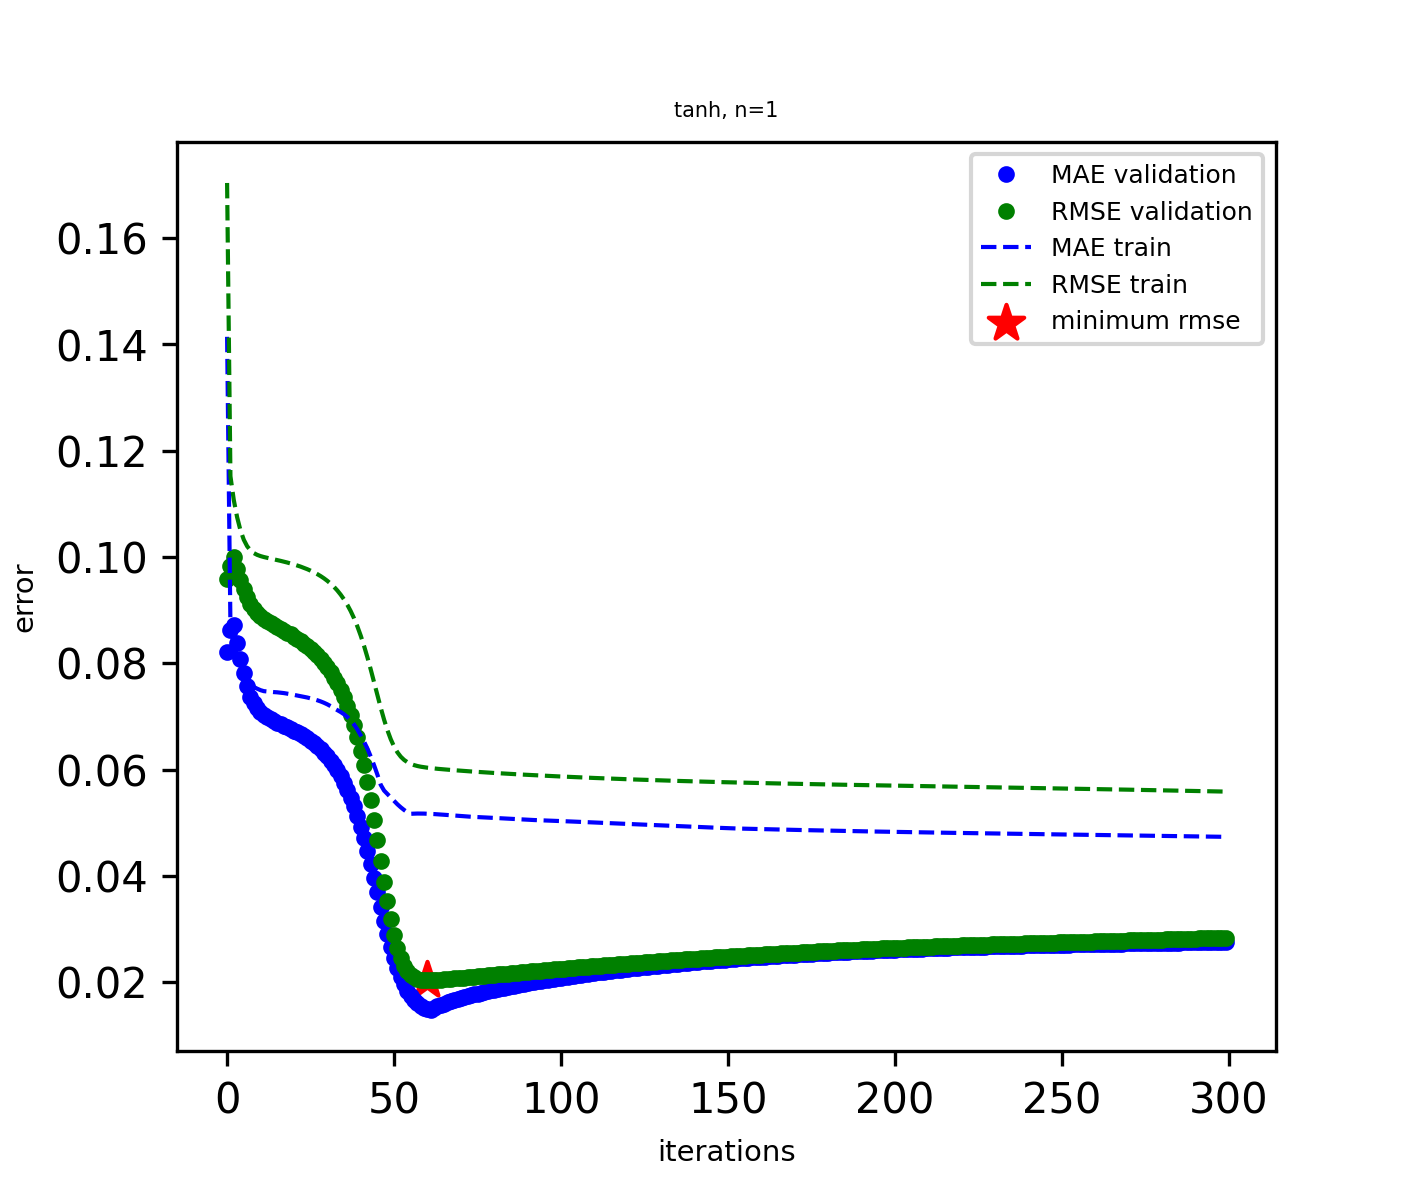 tanh, n=1
MAE validation
RMSE validation
MAE train
RMSE train
minimum rmse
error
0.16
0.14
0.12
0.10
0.08
0.06
0.04
0.02
0 50 100 150 200 250 300
iterations